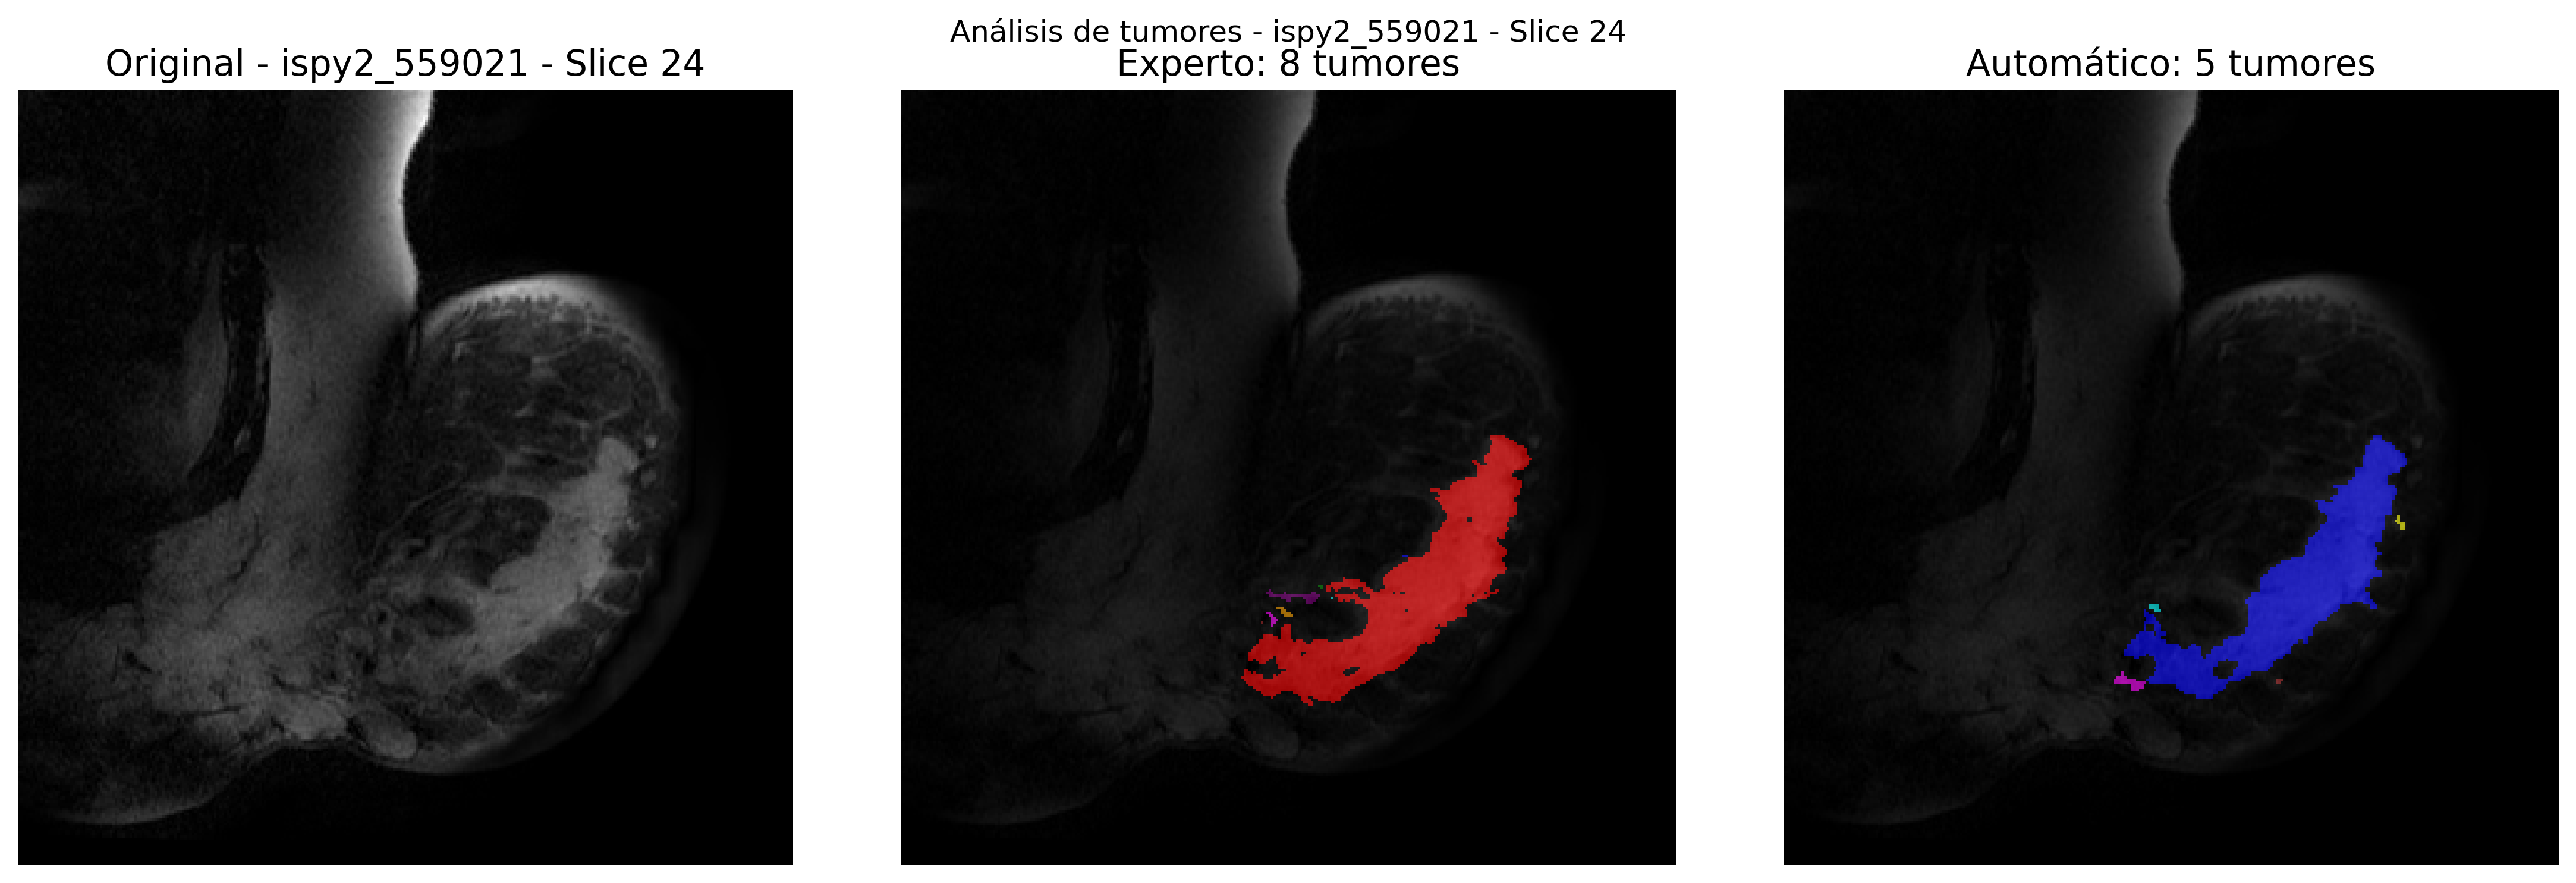 Análisis de tumores - ispy2_559021 - Slice 24
Original - ispy2_559021 - Slice 24
Experto: 8 tumores
Automático: 5 tumores